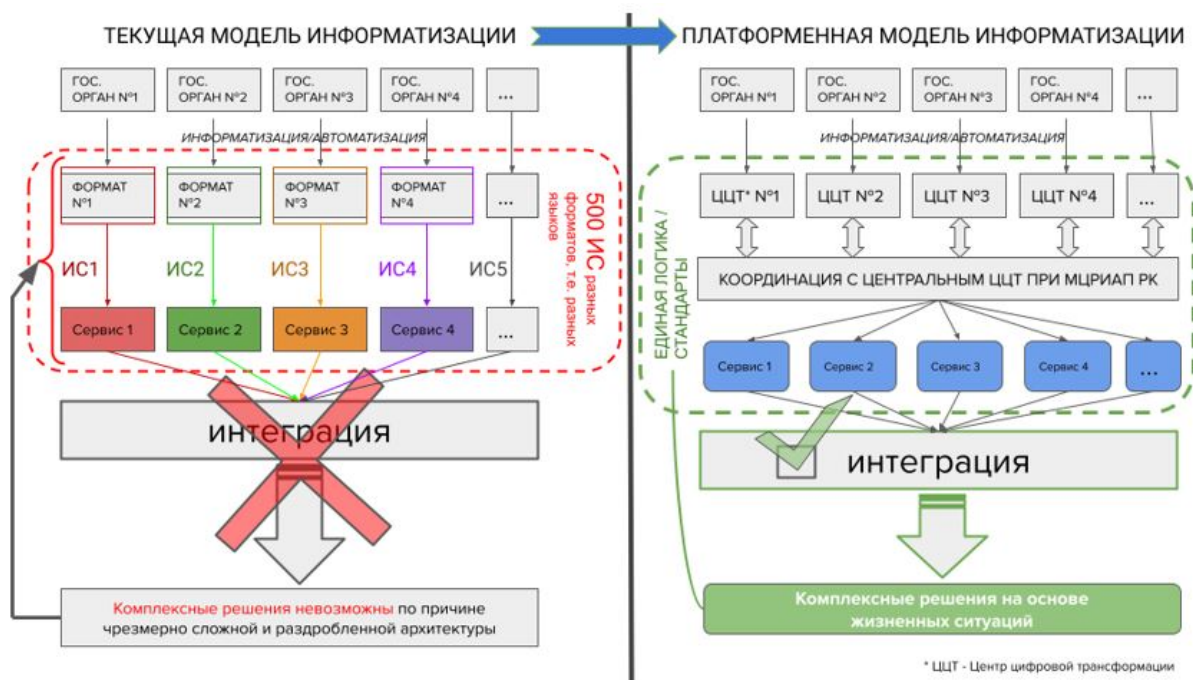 ТЕКУЩАЯ МОДЕЛЬ ИНФОРМАТИЗАЦИИ
ГОС.
ОРГАН №1
ГОС.
ОРГАН №2
ГОС.
ОРГАН №3
ГОС.
ОРГАН №4
...
ИНФОРМАТИЗАЦИЯ/АВТОМАТИЗАЦИЯ
ФОРМАТ
№1
ФОРМАТ
№2
ФОРМАТ
№3
ФОРМАТ
№4
...
ИС1
ИС2
ИС3
ИС4
ИС5
Сервис 1
Сервис 2
Сервис 3
Сервис 4
...
500 ИС разных
форматов, т.е. разных
языков
интеграция
Комплексные решения невозможны по причине
чрезмерно сложной и раздробленной архитектуры
ПЛАТФОРМЕННАЯ МОДЕЛЬ ИНФОРМАТИЗАЦИИ
ГОС.
ОРГАН №1
ГОС.
ОРГАН №2
ГОС.
ОРГАН №3
ГОС.
ОРГАН №4
...
ИНФОРМАТИЗАЦИЯ/АВТОМАТИЗАЦИЯ
ЦЦТ* №1
ЦЦТ №2
ЦЦТ №3
ЦЦТ №4
...
ЕДИНАЯ ЛОГИКА /
СТАНДАРТЫ
КООРДИНАЦИЯ С ЦЕНТРАЛЬНЫМ ЦЦТ ПРИ МЦРИАП РК
Сервис 1
Сервис 2
Сервис 3
Сервис 4
...
интеграция
Комплексные решения на основе
жизненных ситуаций
* ЦЦТ - Центр цифровой трансформации